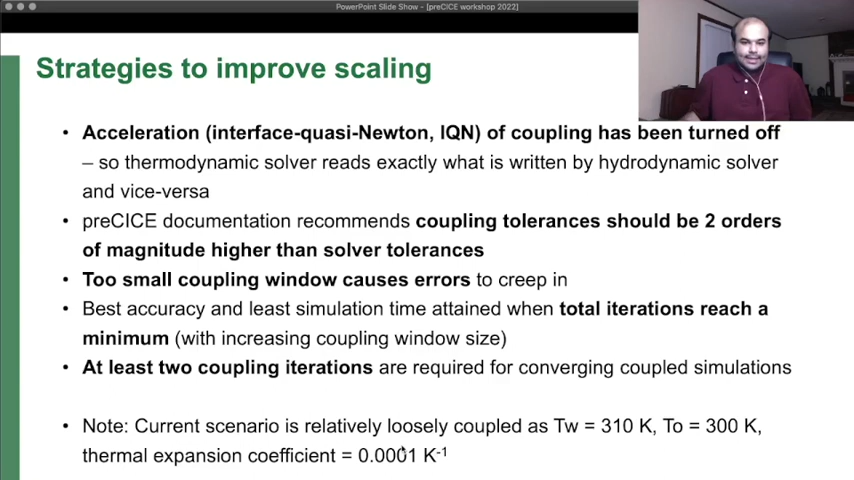 PowerPoint Slide Show - [preCICE workshop 2022]
Strategies to improve scaling
• Acceleration (interface-quasi-Newton, IQN) of coupling has been turned off
– so thermodynamic solver reads exactly what is written by hydrodynamic solver
and vice-versa
• preCICE documentation recommends coupling tolerances should be 2 orders
of magnitude higher than solver tolerances
• Too small coupling window causes errors to creep in
• Best accuracy and least simulation time attained when total iterations reach a
minimum (with increasing coupling window size)
• At least two coupling iterations are required for converging coupled simulations
• Note: Current scenario is relatively loosely coupled as Tw = 310 K, To = 300 K,
thermal expansion coefficient = 0.0001 K⁻¹